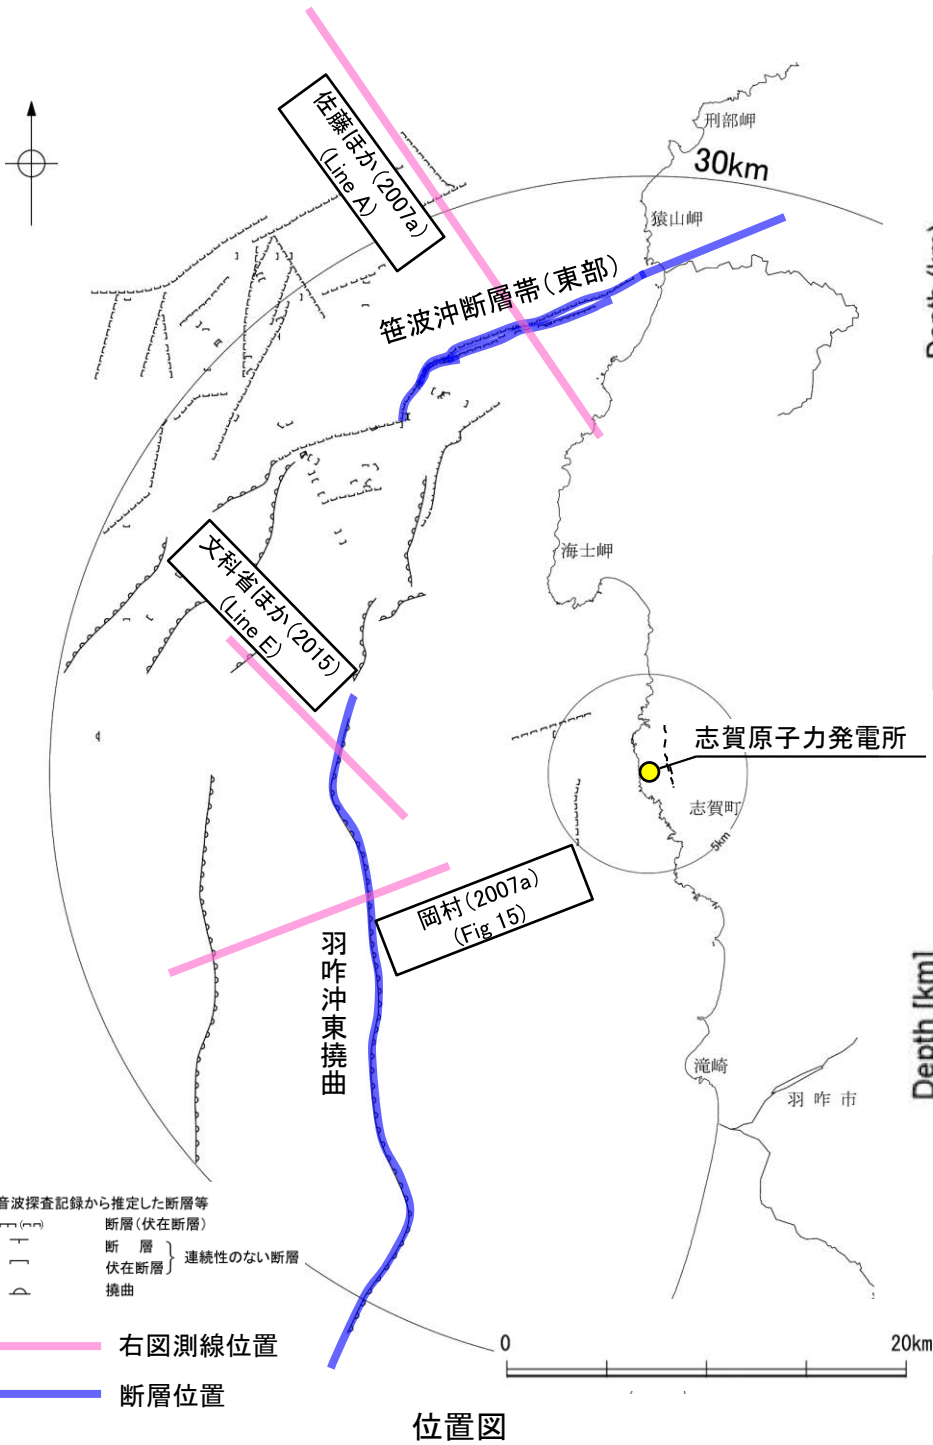 佐藤ほか(2007a)
(Line A)
刑部岬
30km
猿山岬
笹波沖断層帯(東部)
海士岬
文科省ほか(2015)
(Line E)
志賀原子力発電所
志賀町
5km
岡村(2007a)
(Fig 15)
羽咋沖東撓曲
Depth [km]
滝崎
羽咋市
音波探査記録から推定した断層等
断層(伏在断層)
断 層
伏在断層
連続性のない断層
撓曲
右図測線位置
断層位置
0 20km
位置図